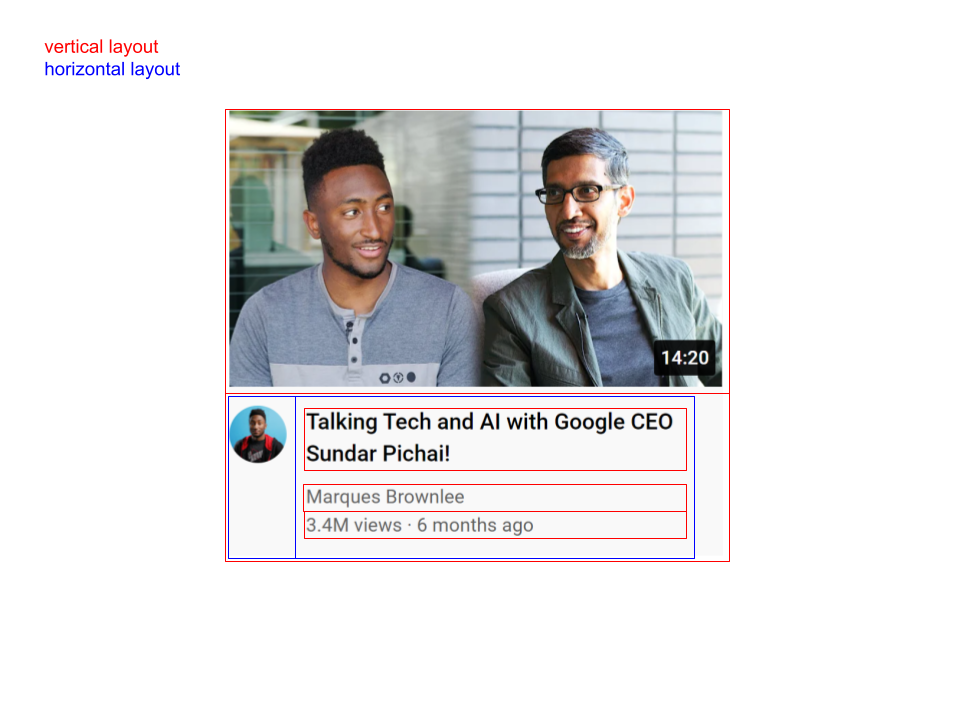 vertical layout
horizontal layout
14:20
Talking Tech and AI with Google CEO
Sundar Pichai!
Marques Brownlee
3.4M views · 6 months ago